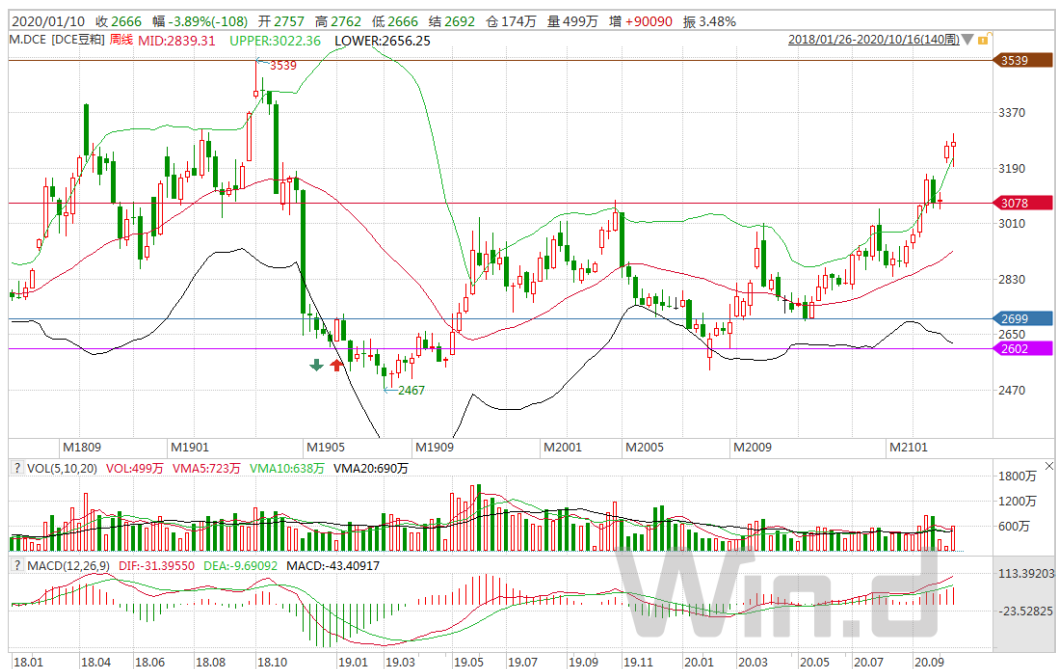 2020/01/10 收 2666 幅 -3.89%(-108) 开 2757 高 2762 低 2666 结 2692 仓 174万 量 499万 增 +90090 振 3.48%
M.DCE [DCE豆粕] 周线 MID:2839.31 UPPER:3022.36 LOWER:2656.25 2018/01/26-2020/10/16(140周)
3539
3539
3370
3190
3078
3010
2830
2699
2650
2602
2467
2470
M1809 M1901 M1905 M1909 M2001 M2005 M2009 M2101
? VOL(5,10,20) VOL:499万 VMA5:723万 VMA10:638万 VMA20:690万
1800万
1200万
600万
? MACD(12,26,9) DIF:-31.39550 DEA:-9.69092 MACD:-43.40917
113.39203
-23.52825
Win.d
18.01 18.04 18.06 18.08 18.10 19.01 19.03 19.05 19.07 19.09 19.11 20.01 20.03 20.05 20.07 20.09